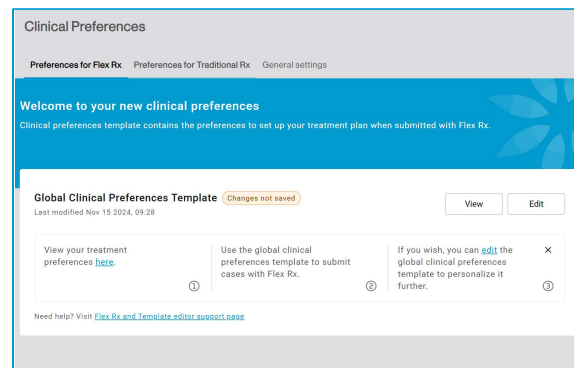 Clinical Preferences
Preferences for Flex Rx Preferences for Traditional Rx General settings
Welcome to your new clinical preferences
Clinical preferences template contains the preferences to set up your treatment plan when submitted with Flex Rx.
Global Clinical Preferences Template Changes not saved
Last modified Nov 15 2024, 09:28
View Edit
View your treatment
preferences here.
①
Use the global clinical
preferences template to submit
cases with Flex Rx.
②
If you wish, you can edit the
global clinical preferences
template to personalize it
further.
③
Need help? Visit Flex Rx and Template editor support page